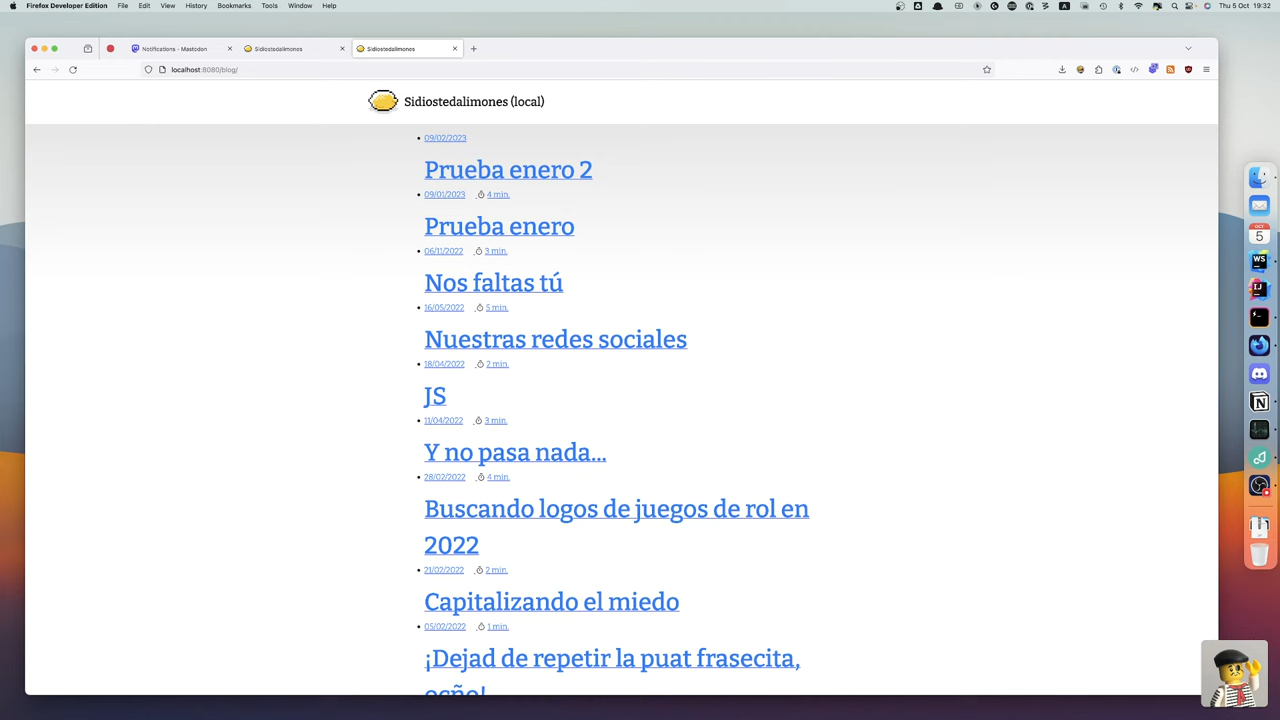 Firefox Developer Edition File Edit View History Bookmarks Tools Window Help
A
Thu 5 Oct 19:32
Notifications - Mastodon
Sidiostedalimones
Sidiostedalimones
localhost:8080/blog/
Sidiostedalimones (local)
09/02/2023
Prueba enero 2
09/01/2023 4 min.
Prueba enero
06/11/2022 3 min.
Nos faltas tú
16/05/2022 5 min.
Nuestras redes sociales
18/04/2022 2 min.
JS
11/04/2022 3 min.
Y no pasa nada...
28/02/2022 4 min.
Buscando logos de juegos de rol en
2022
21/02/2022 2 min.
Capitalizando el miedo
05/02/2022 1 min.
¡Dejad de repetir la puat frasecita,
ocño!
OCT
5
WS
IJ
N